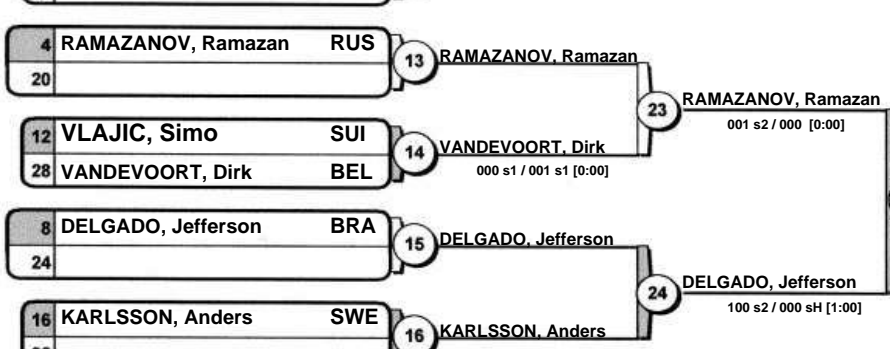 4 RAMAZANOV, Ramazan RUS
20
13
RAMAZANOV, Ramazan
12 VLAJIC, Simo SUI
28 VANDEVOORT, Dirk BEL
14
VANDEVOORT, Dirk
000 s1 / 001 s1 [0:00]
23
RAMAZANOV, Ramazan
001 s2 / 000 [0:00]
8 DELGADO, Jefferson BRA
24
15
DELGADO, Jefferson
16 KARLSSON, Anders SWE
16
KARLSSON, Anders
24
DELGADO, Jefferson
100 s2 / 000 sH [1:00]